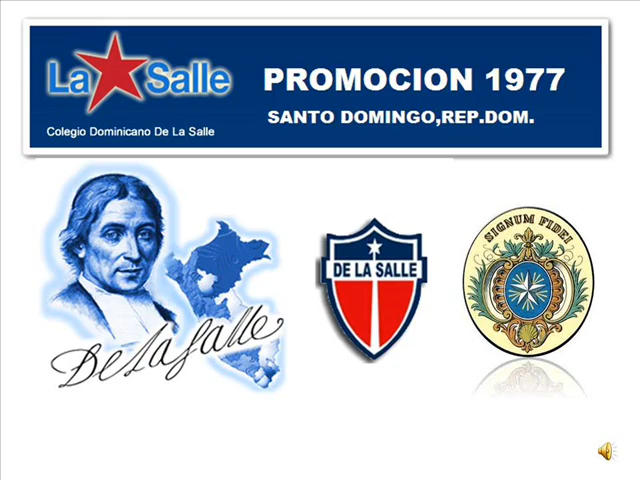 La Salle
Colegio Dominicano De La Salle
PROMOCION 1977
SANTO DOMINGO,REP.DOM.
De La Salle
DE LA SALLE
SIGNUM FIDEI